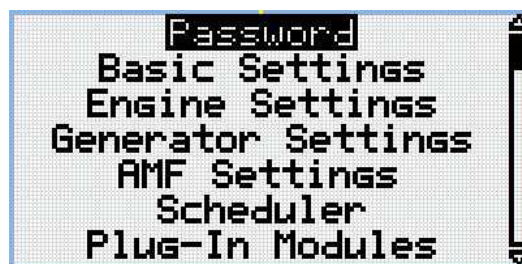 Password
Basic Settings
Engine Settings
Generator Settings
AMF Settings
Scheduler
Plug-In Modules